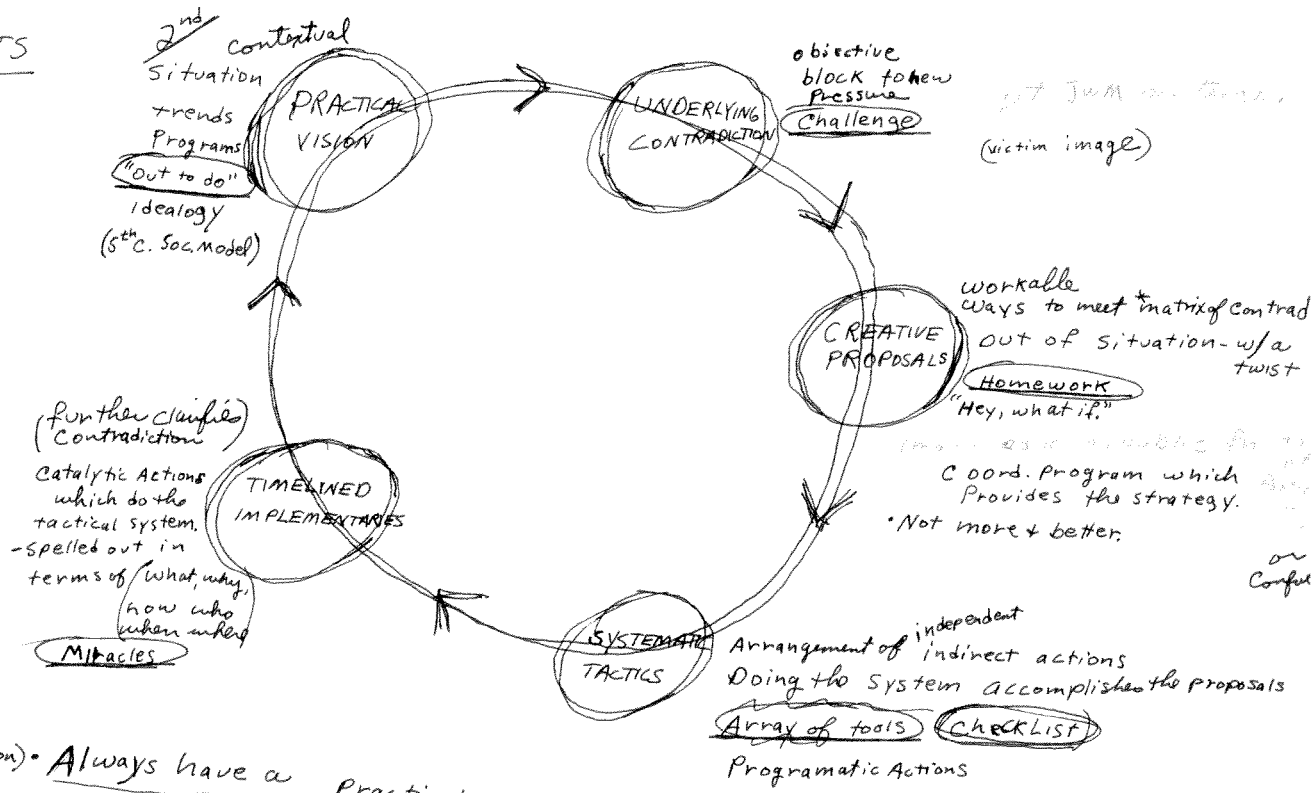 TS
2nd contextual
situation
trends
Programs
"Out to do"
Idealogy
(5th C. Soc. Model)
PRACTICAL
VISION
UNDERLYING
CONTRADICTION
objective
block to new
Pressure
Challenge
(victim image)
CREATIVE
PROPOSALS
workable
ways to meet *matrix of contrad
out of situation - w/a
twist
Homework
"Hey, what if."
Coord. Program which
Provides the strategy.
• Not more & better.
or
SYSTEMATIC
TACTICS
independent
Arrangement of indirect actions
Doing the system accomplishes the proposals
Array of tools CheckList
Programatic Actions
TIMELINED
IMPLEMENTARIES
(further clarifies)
Contradiction
Catalytic Actions
which do the
tactical system.
- Spelled out in
terms of (what, why,
how who
when where)
Miracles
on) • Always have a